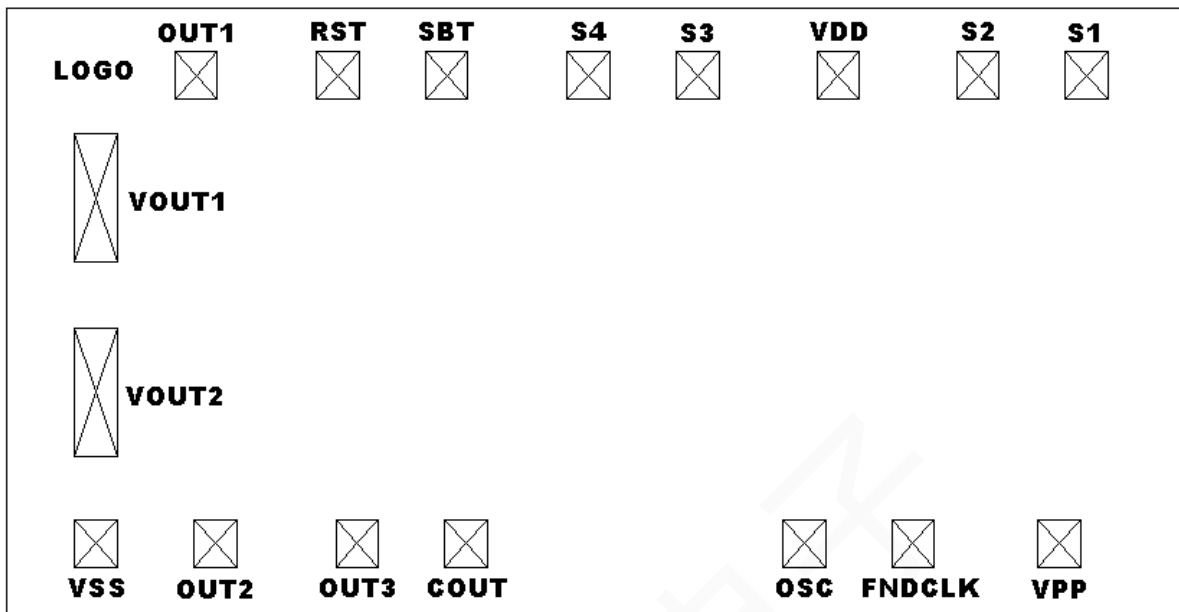 OUT1 RST SBT S4 S3 VDD S2 S1
LOGO
VOUT1
VOUT2
VSS OUT2 OUT3 COUT OSC FNDCLK VPP